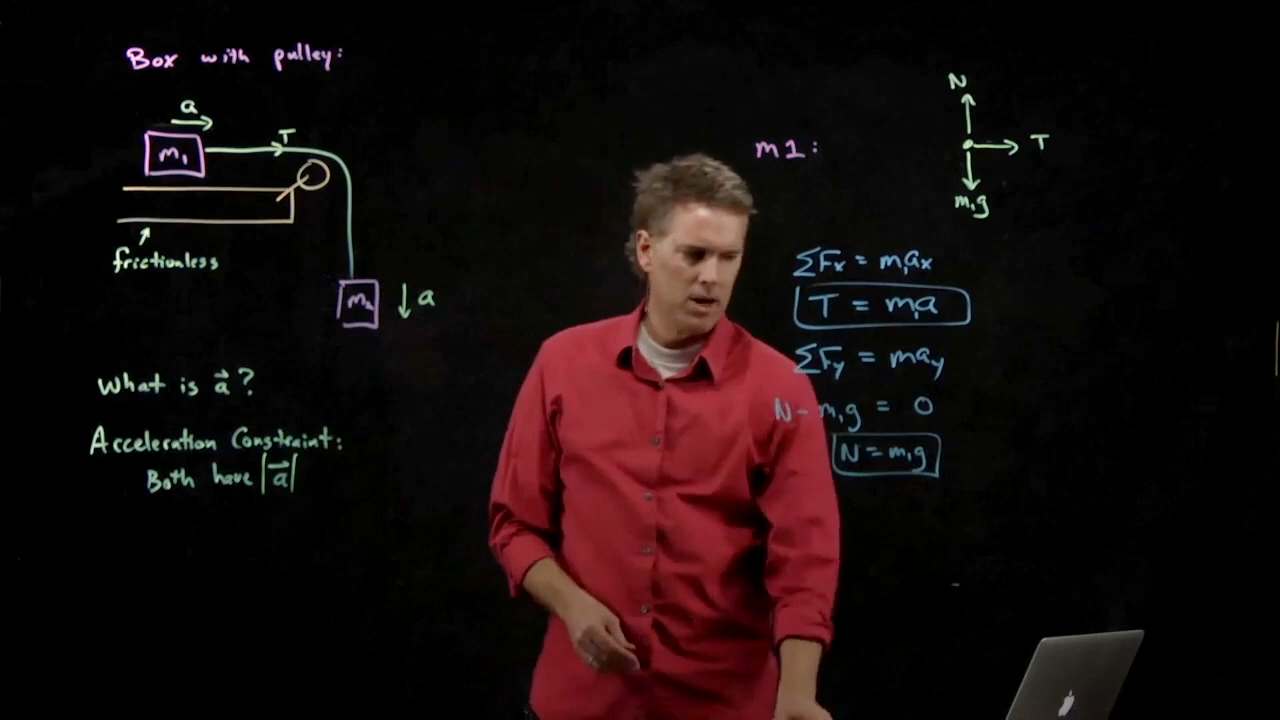 Box with pulley:
a
T
m₁
frictionless
m₂
a
What is a⃗?
Acceleration Constraint:
Both have |a⃗|
m1:
N
T
m₁g
ΣFx = m₁ax
T = m₁a
ΣFy = may
N - m₁g = 0
N = m₁g